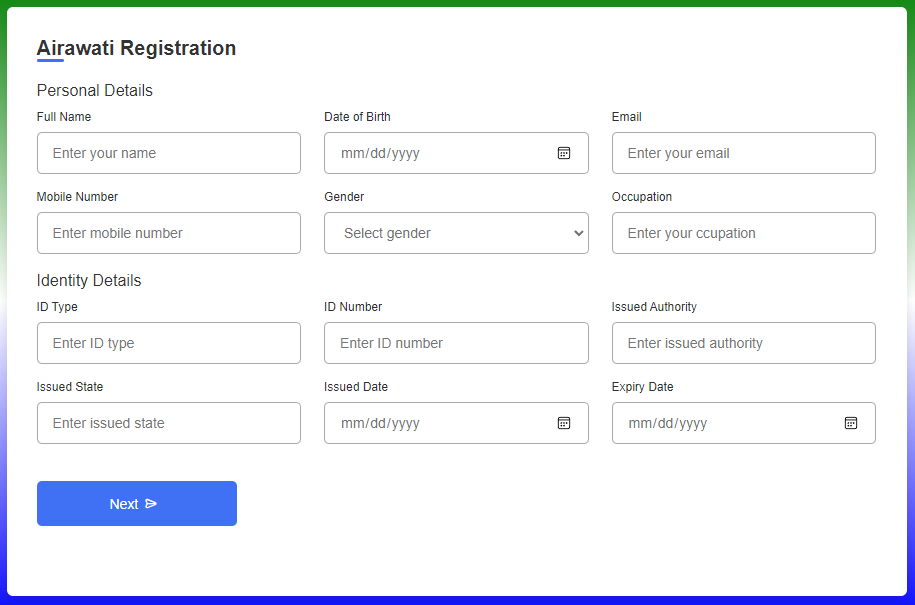 Airawati Registration
Personal Details
Full Name Date of Birth Email
Enter your name mm/dd/yyyy Enter your email
Mobile Number Gender Occupation
Enter mobile number Select gender Enter your ccupation
Identity Details
ID Type ID Number Issued Authority
Enter ID type Enter ID number Enter issued authority
Issued State Issued Date Expiry Date
Enter issued state mm/dd/yyyy mm/dd/yyyy
Next